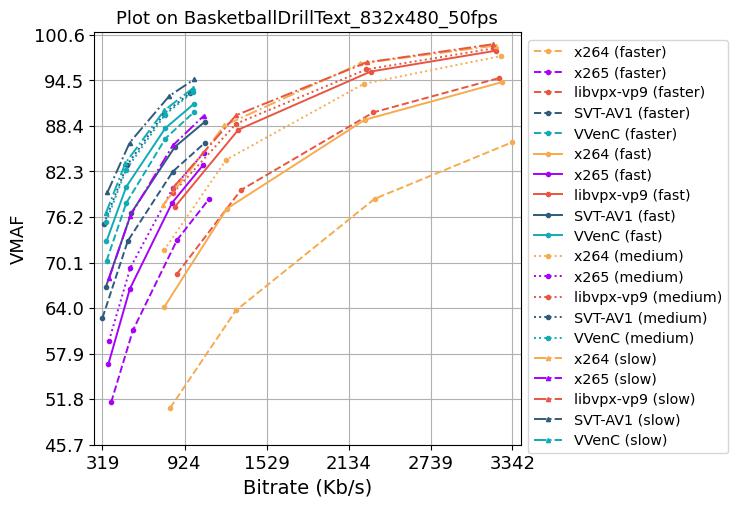 Plot on BasketballDrillText_832x480_50fps
100.6
94.5
88.4
82.3
76.2
70.1
64.0
57.9
51.8
45.7
VMAF
319 924 1529 2134 2739 3342
Bitrate (Kb/s)
x264 (faster)
x265 (faster)
libvpx-vp9 (faster)
SVT-AV1 (faster)
VVenC (faster)
x264 (fast)
x265 (fast)
libvpx-vp9 (fast)
SVT-AV1 (fast)
VVenC (fast)
x264 (medium)
x265 (medium)
libvpx-vp9 (medium)
SVT-AV1 (medium)
VVenC (medium)
x264 (slow)
x265 (slow)
libvpx-vp9 (slow)
SVT-AV1 (slow)
VVenC (slow)